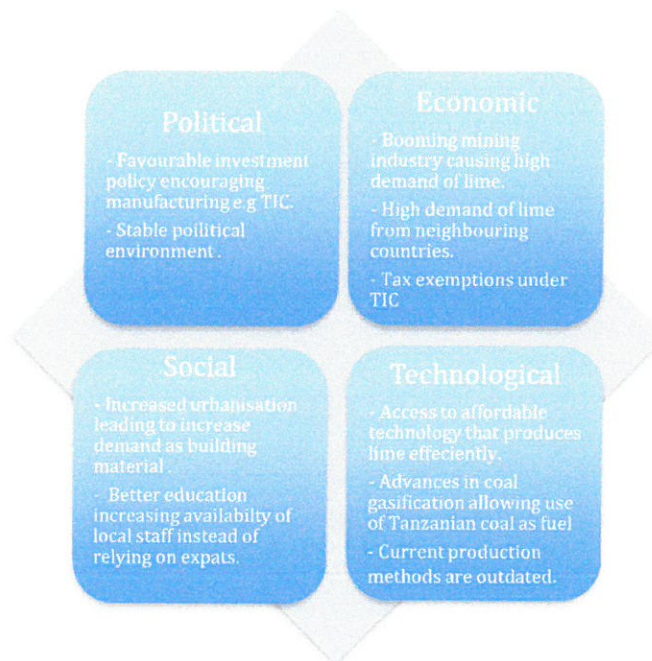 Political
- Favourable investment
policy encouraging
manufacturing e.g TIC.
- Stable political
environment .
Economic
- Booming mining
industry causing high
demand of lime.
- High demand of lime
from neighbouring
countries.
- Tax exemptions under
TIC
Social
- Increased urbanisation
leading to increase
demand as building
material .
- Better education
increasing availabilty of
local staff instead of
relying on expats.
Technological
- Access to affordable
technology that produces
lime effeciently.
- Advances in coal
gasification allowing use
of Tanzanian coal as fuel
- Current production
methods are outdated.